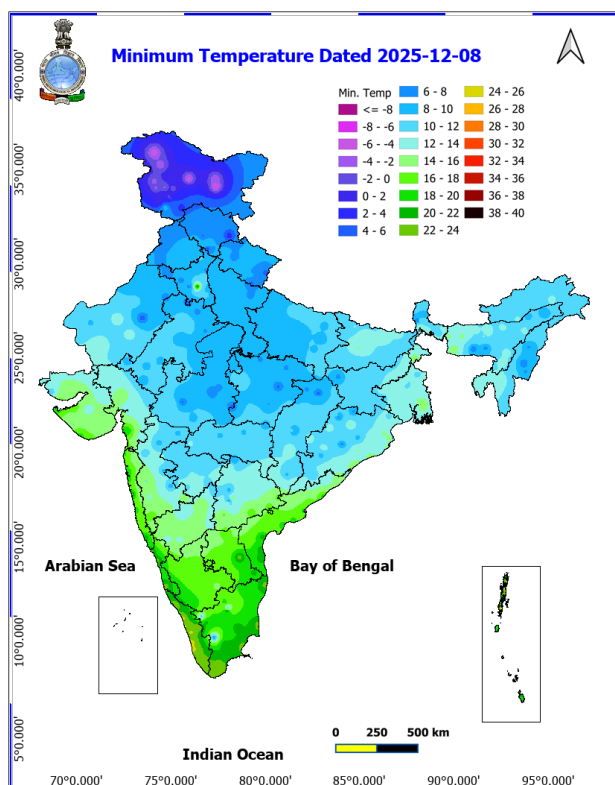 Minimum Temperature Dated 2025-12-08
Min. Temp
<= -8
-8 - -6
-6 - -4
-4 - -2
-2 - 0
0 - 2
2 - 4
4 - 6
6 - 8
8 - 10
10 - 12
12 - 14
14 - 16
16 - 18
18 - 20
20 - 22
22 - 24
24 - 26
26 - 28
28 - 30
30 - 32
32 - 34
34 - 36
36 - 38
38 - 40
40°0.000'
35°0.000'
30°0.000'
25°0.000'
20°0.000'
15°0.000'
10°0.000'
5°0.000'
Arabian Sea
Bay of Bengal
Indian Ocean
0 250 500 km
70°0.000' 75°0.000' 80°0.000' 85°0.000' 90°0.000' 95°0.000'